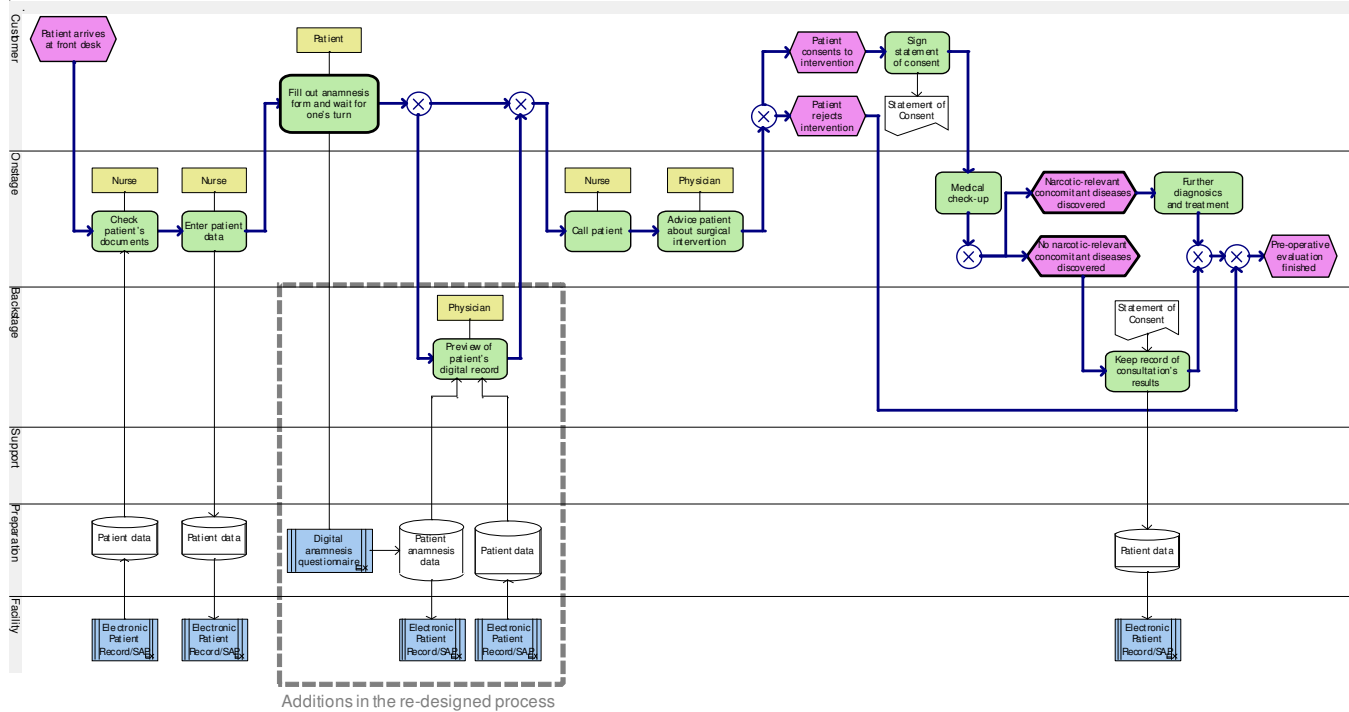 Customer
Patient arrives
at front desk
Patient
Fill out anamnesis
form and wait for
one's turn
Patient
consents to
intervention
Sign
statement
of consent
Patient
rejects
intervention
Statement of
Consent
Onstage
Nurse
Check
patient's
documents
Nurse
Enter patient
data
Nurse
Call patient
Physician
Advice patient
about surgical
intervention
Medical
check-up
Narcotic-relevant
concomitant diseases
discovered
Further
diagnosics
and treatment
No narcotic-relevant
concomitant diseases
discovered
Pre-operative
evaluation
finished
Backstage
Physician
Preview of
patient's
digital record
Statement of
Consent
Keep record of
consultation's
results
Support
Preparation
Patient data
Patient data
Digital
anamnesis
questionnaire
Patient
anamnesis
data
Patient data
Patient data
Facility
Electronic
Patient
Record/SAP
Electronic
Patient
Record/SAP
Electronic
Patient
Record/SAP
Electronic
Patient
Record/SAP
Electronic
Patient
Record/SAP
Additions in the re-designed process